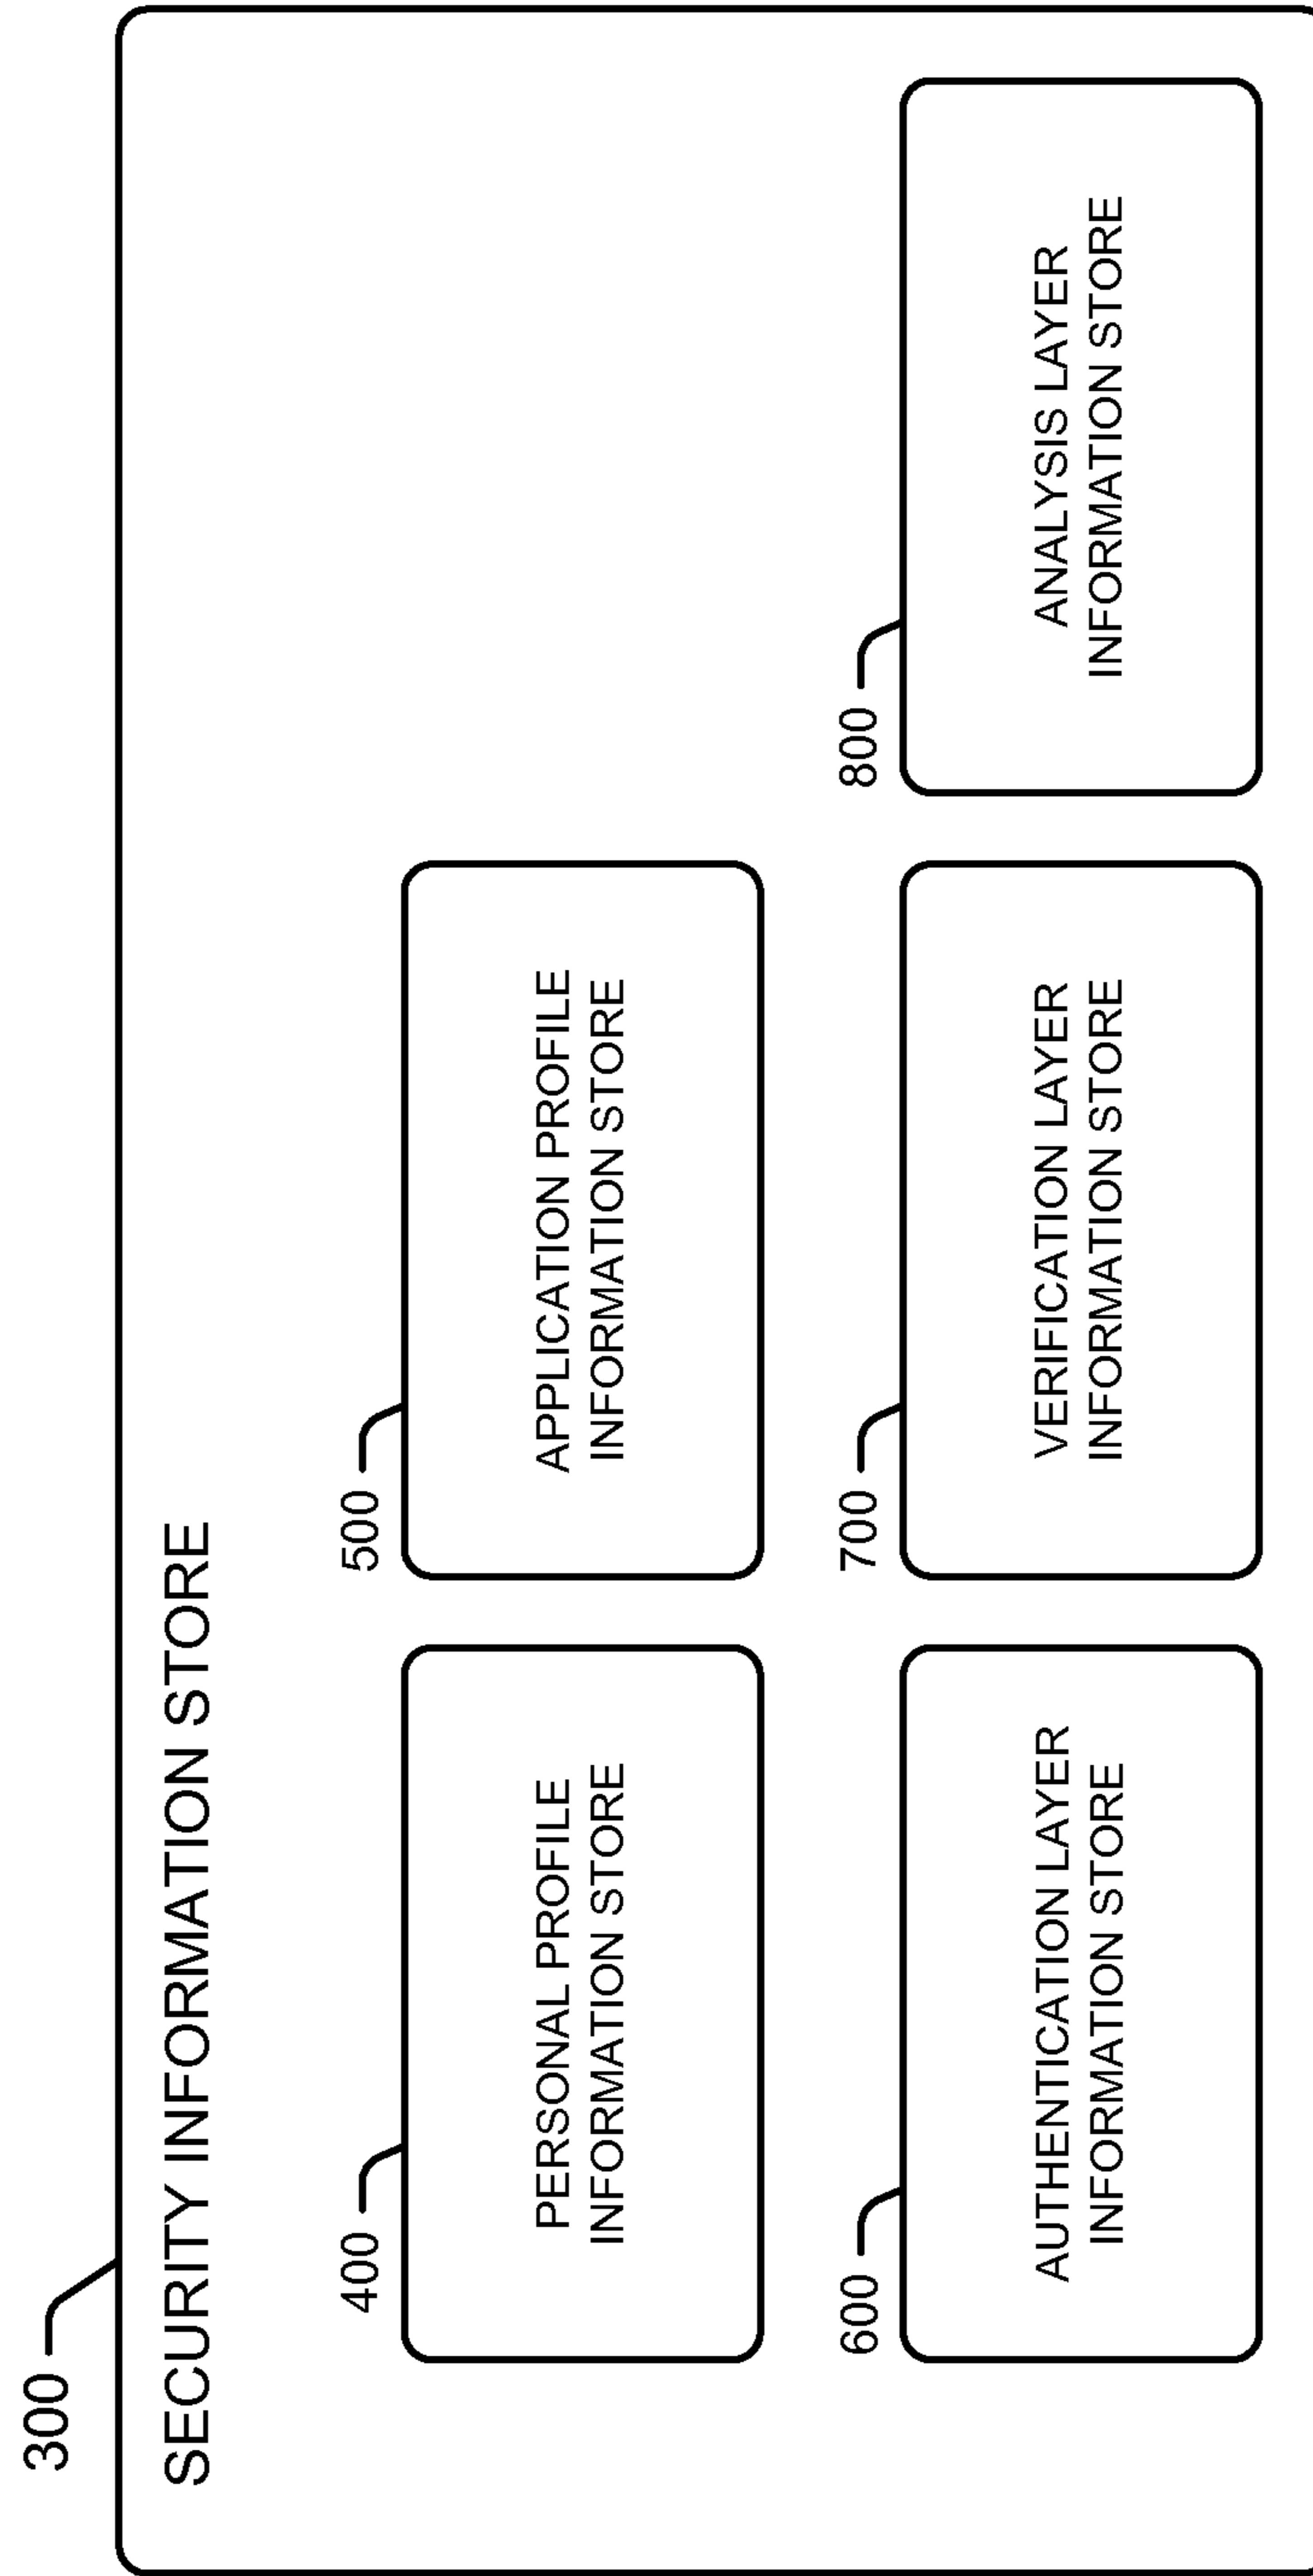 300
SECURITY INFORMATION STORE
400
PERSONAL PROFILE
INFORMATION STORE
500
APPLICATION PROFILE
INFORMATION STORE
600
AUTHENTICATION LAYER
INFORMATION STORE
700
VERIFICATION LAYER
INFORMATION STORE
800
ANALYSIS LAYER
INFORMATION STORE